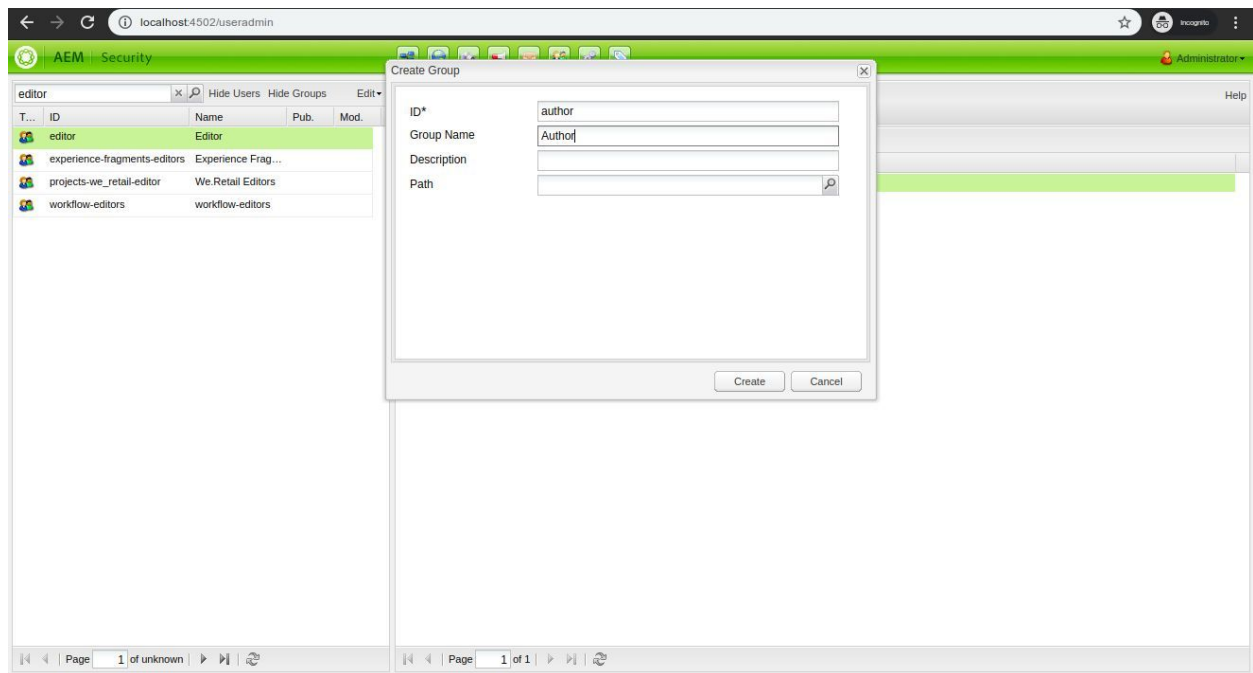 localhost:4502/useradmin
Incognito
AEM Security
Administrator
Create Group
editor Hide Users Hide Groups Edit
Help
T... ID Name Pub. Mod.
ID* author
editor Editor
Group Name Author
experience-fragments-editors Experience Frag...
Description
projects-we_retail-editor We.Retail Editors
Path
workflow-editors workflow-editors
Create Cancel
Page 1 of unknown
Page 1 of 1